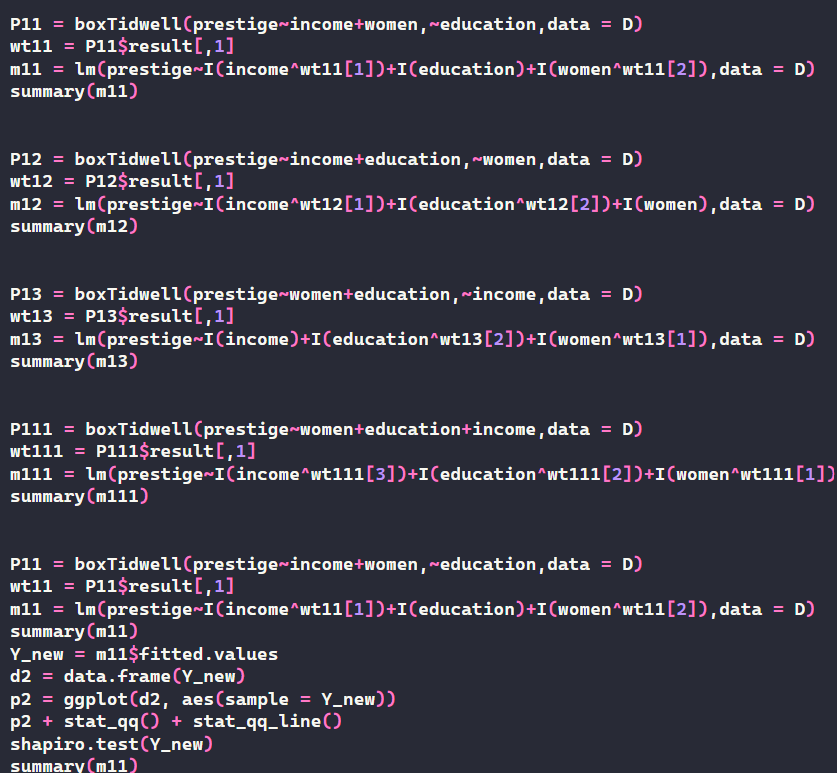 P11 = boxTidwell(prestige~income+women,~education,data = D)
wt11 = P11$result[,1]
m11 = lm(prestige~I(income^wt11[1])+I(education)+I(women^wt11[2]),data = D)
summary(m11)
P12 = boxTidwell(prestige~income+education,~women,data = D)
wt12 = P12$result[,1]
m12 = lm(prestige~I(income^wt12[1])+I(education^wt12[2])+I(women),data = D)
summary(m12)
P13 = boxTidwell(prestige~women+education,~income,data = D)
wt13 = P13$result[,1]
m13 = lm(prestige~I(income)+I(education^wt13[2])+I(women^wt13[1]),data = D)
summary(m13)
P111 = boxTidwell(prestige~women+education+income,data = D)
wt111 = P111$result[,1]
m111 = lm(prestige~I(income^wt111[3])+I(education^wt111[2])+I(women^wt111[1])
summary(m111)
P11 = boxTidwell(prestige~income+women,~education,data = D)
wt11 = P11$result[,1]
m11 = lm(prestige~I(income^wt11[1])+I(education)+I(women^wt11[2]),data = D)
summary(m11)
Y_new = m11$fitted.values
d2 = data.frame(Y_new)
p2 = ggplot(d2, aes(sample = Y_new))
p2 + stat_qq() + stat_qq_line()
shapiro.test(Y_new)
summary(m11)